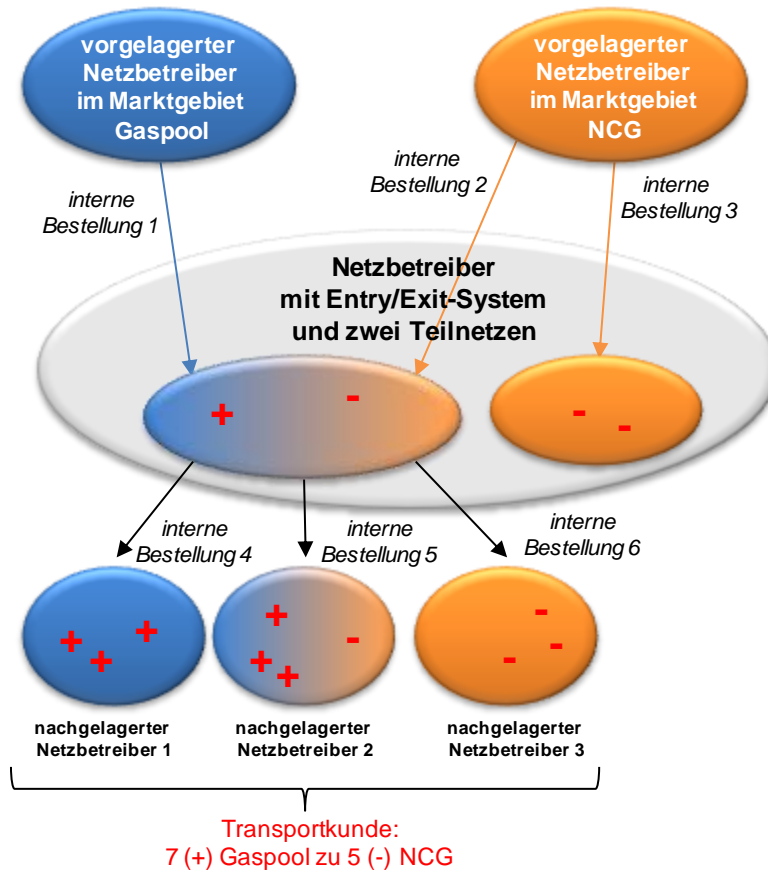 vorgelagerter
Netzbetreiber
im Marktgebiet
Gaspool
vorgelagerter
Netzbetreiber
im Marktgebiet
NCG
interne
Bestellung 1
interne
Bestellung 2
interne
Bestellung 3
Netzbetreiber
mit Entry/Exit-System
und zwei Teilnetzen
+
-
-
-
interne
Bestellung 4
interne
Bestellung 5
interne
Bestellung 6
+
+
+
+
+
+
-
-
-
-
nachgelagerter
Netzbetreiber 1
nachgelagerter
Netzbetreiber 2
nachgelagerter
Netzbetreiber 3
Transportkunde:
7 (+) Gaspool zu 5 (-) NCG